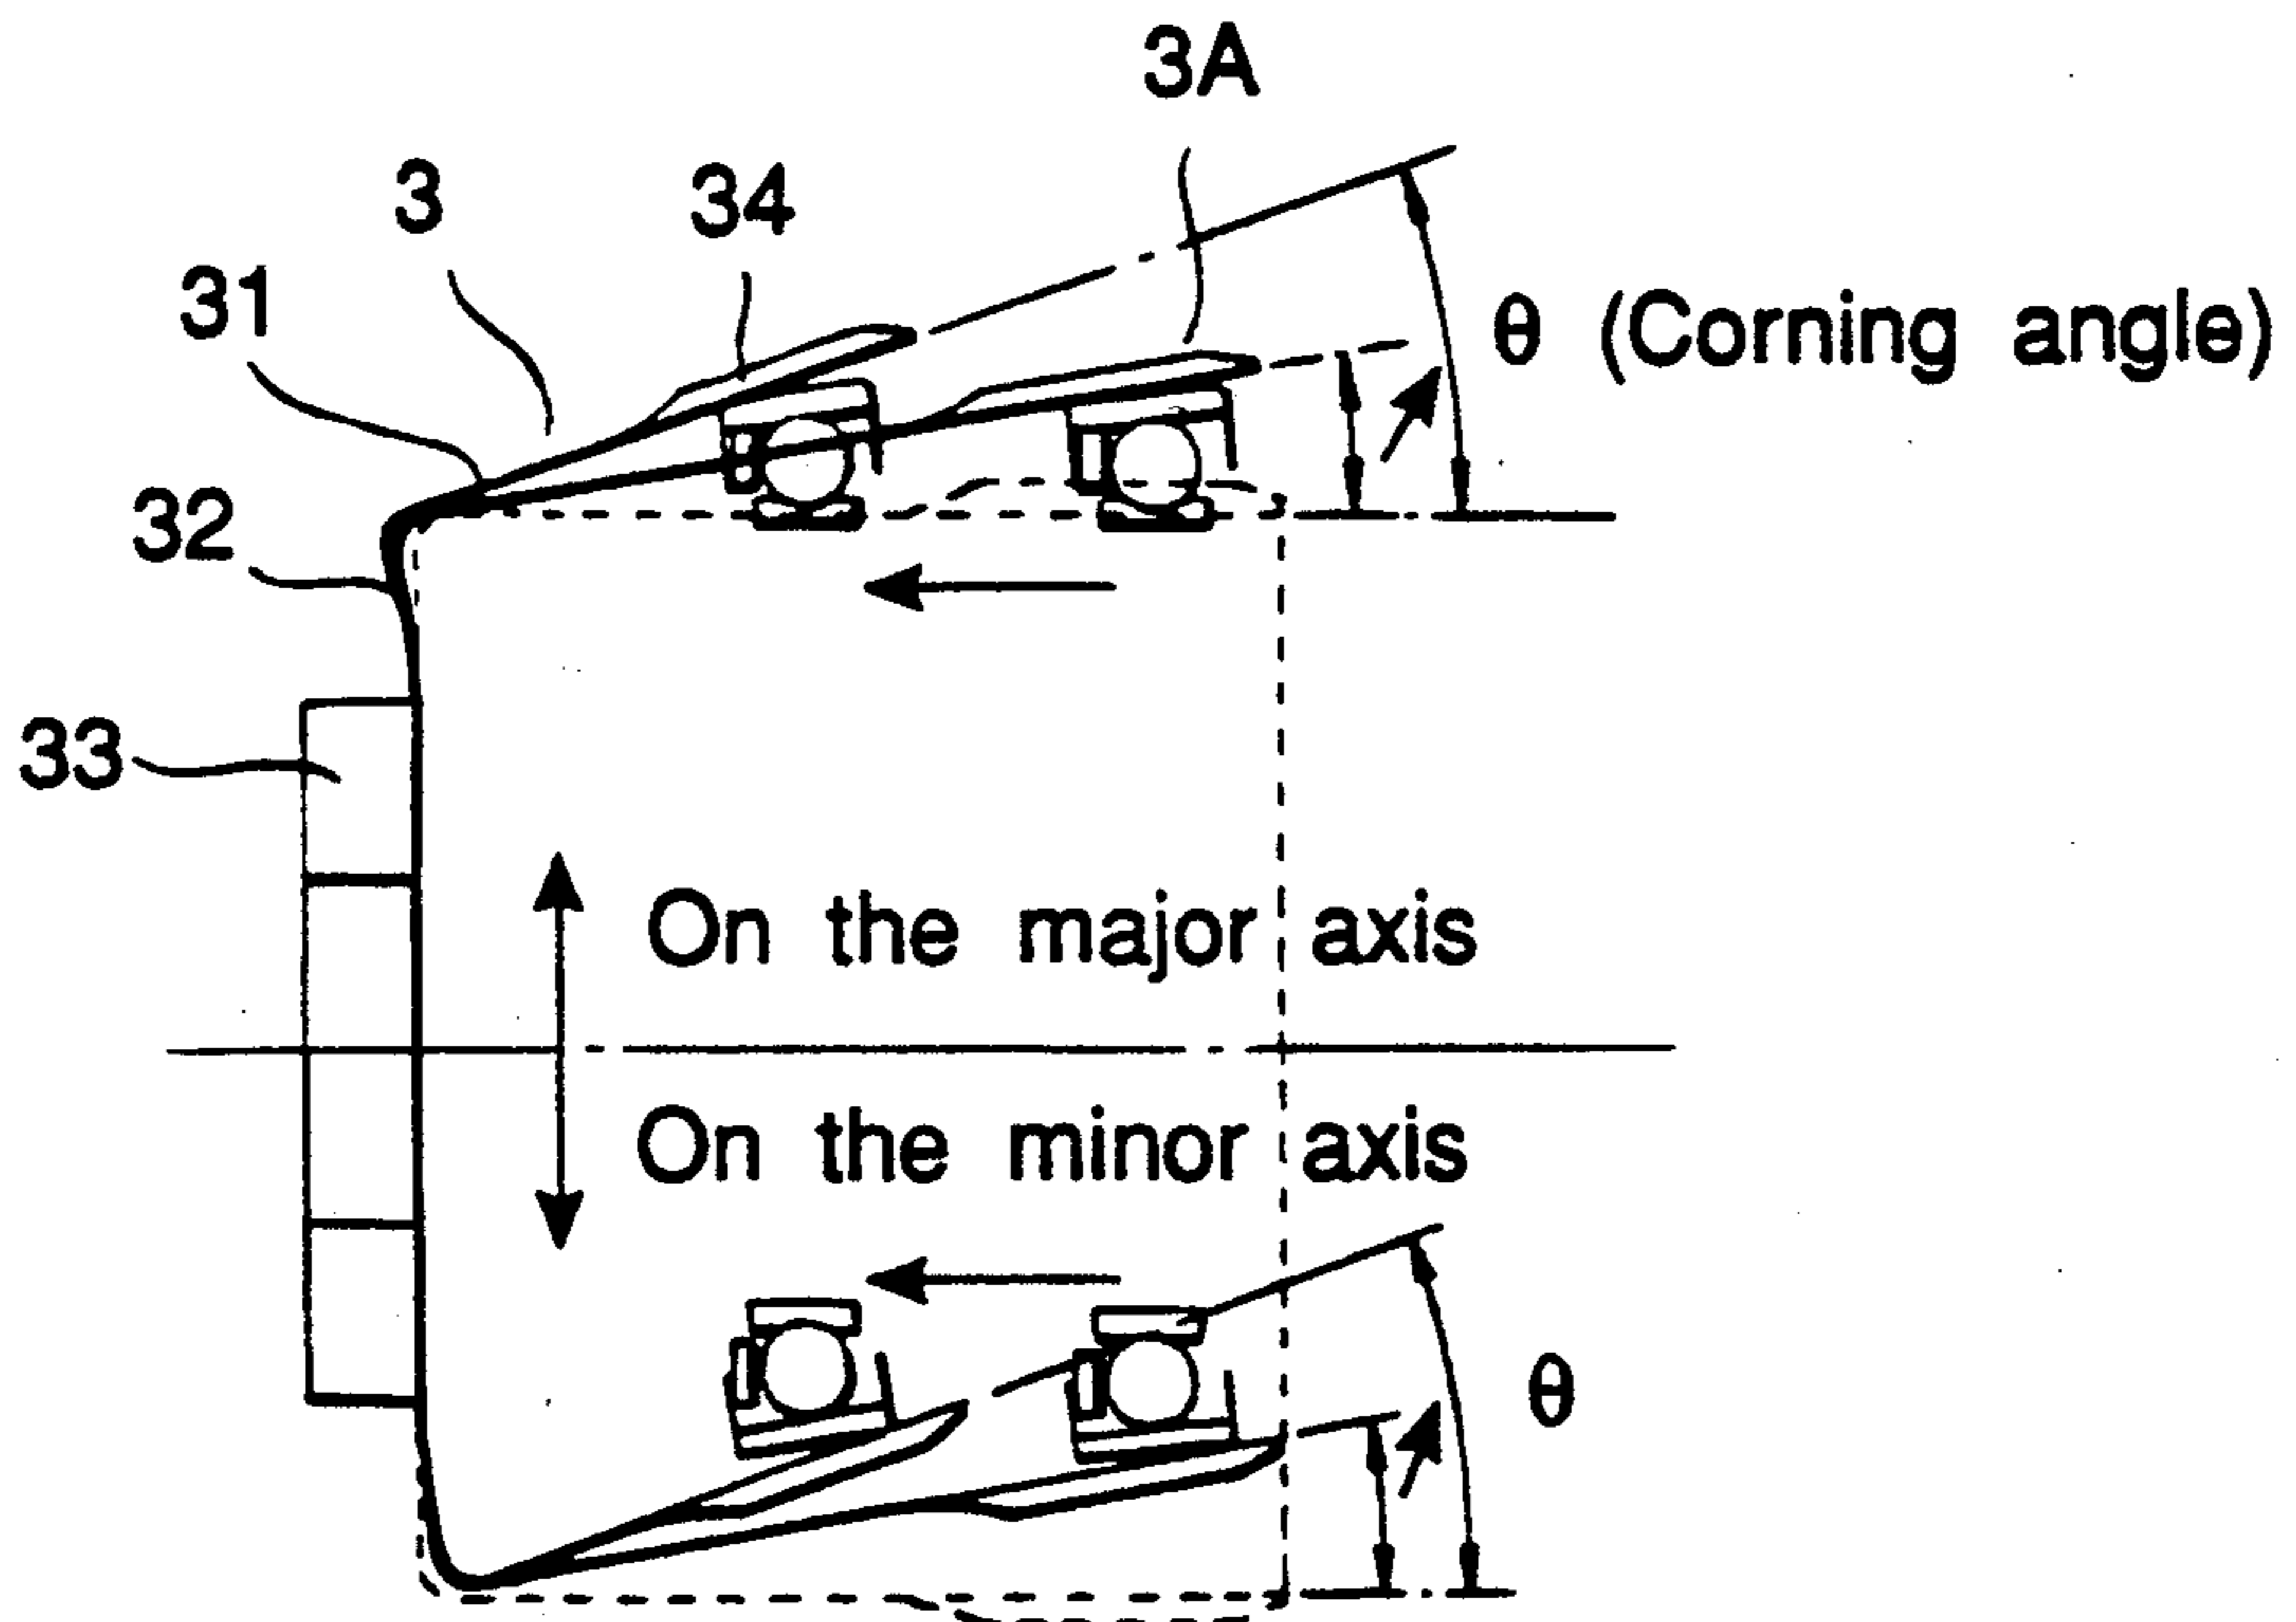 3A
3
34
31
θ (Corning angle)
32
33
On the major axis
On the minor axis
θ